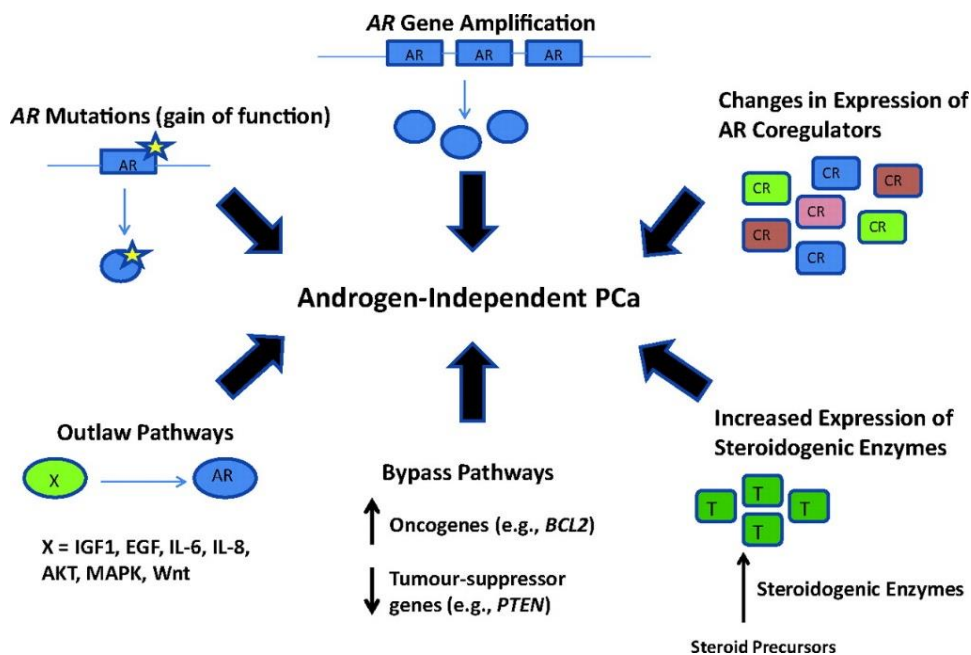 AR Gene Amplification
AR AR AR
AR Mutations (gain of function)
AR
Changes in Expression of
AR Coregulators
CR CR CR
CR
CR CR
CR
Androgen-Independent PCa
Outlaw Pathways
X AR
X = IGF1, EGF, IL-6, IL-8,
AKT, MAPK, Wnt
Bypass Pathways
Oncogenes (e.g., BCL2)
Tumour-suppressor
genes (e.g., PTEN)
Increased Expression of
Steroidogenic Enzymes
T T T
T
Steroidogenic Enzymes
Steroid Precursors